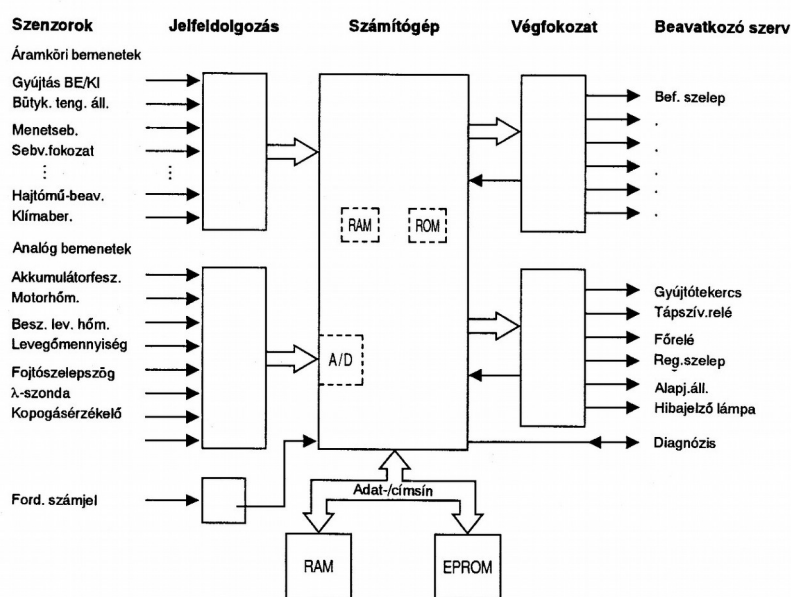 Szenzorok
Jelfeldolgozás
Számítógép
Végfokozat
Beavatkozó szerv
Áramköri bemenetek
Gyújtás BE/KI
Bütyk. teng. áll.
Menetseb.
Sebv.fokozat
Hajtómű-beav.
Klímaber.
Analóg bemenetek
Akkumulátorfesz.
Motorhőm.
Besz. lev. hőm.
Levegőmennyiség
Fojtószelepszög
λ-szonda
Kopogásérzékelő
Ford. számjel
RAM
ROM
A/D
Adat-/címsín
RAM
EPROM
Bef. szelep
Gyújtótekercs
Tápszív.relé
Főrelé
Reg.szelep
Alapj.áll.
Hibajelző lámpa
Diagnózis